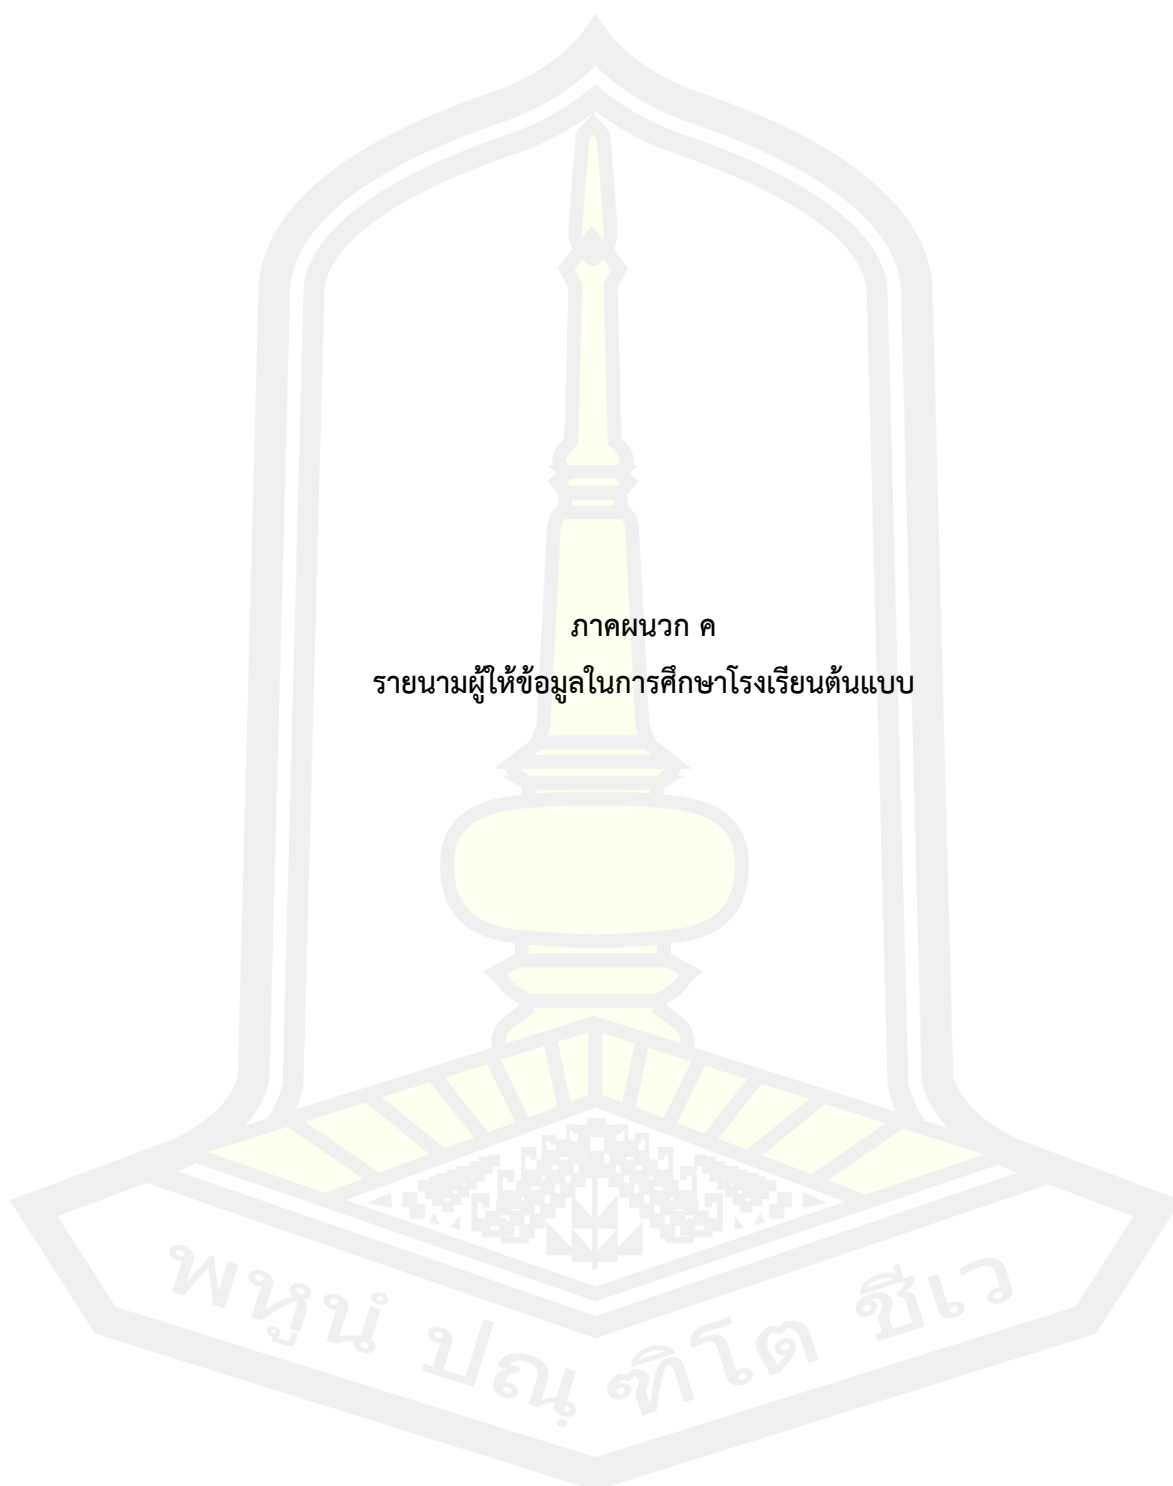 ภาคผนวก ค
รายนามผู้ให้ข้อมูลในการศึกษาโรงเรียนต้นแบบ
พหูนํ ปณฺฑิโต ชีเว